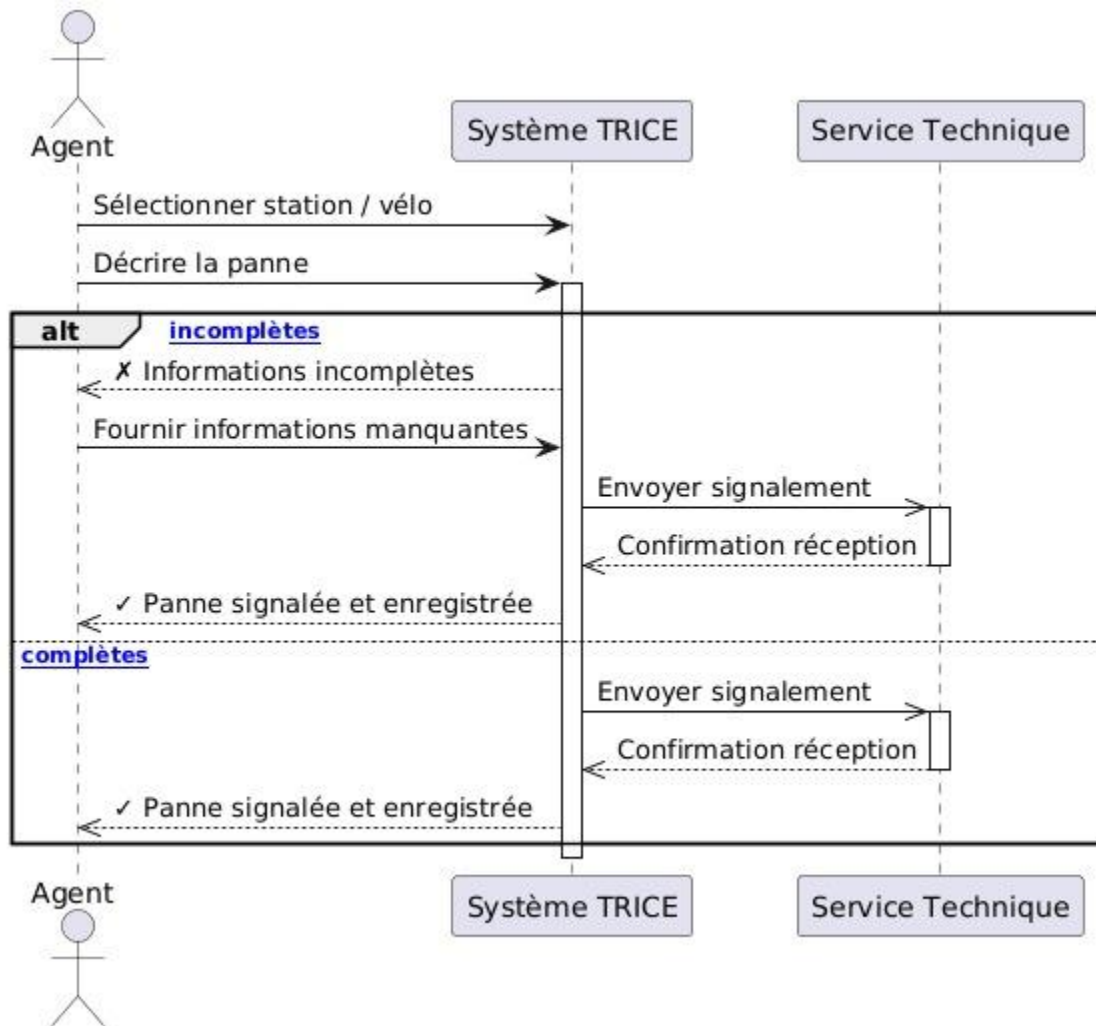 Agent
Système TRICE
Service Technique
Sélectionner station / vélo
Décrire la panne
alt
incomplètes
✗ Informations incomplètes
Fournir informations manquantes
Envoyer signalement
Confirmation réception
✓ Panne signalée et enregistrée
complètes
Envoyer signalement
Confirmation réception
✓ Panne signalée et enregistrée
Agent
Système TRICE
Service Technique